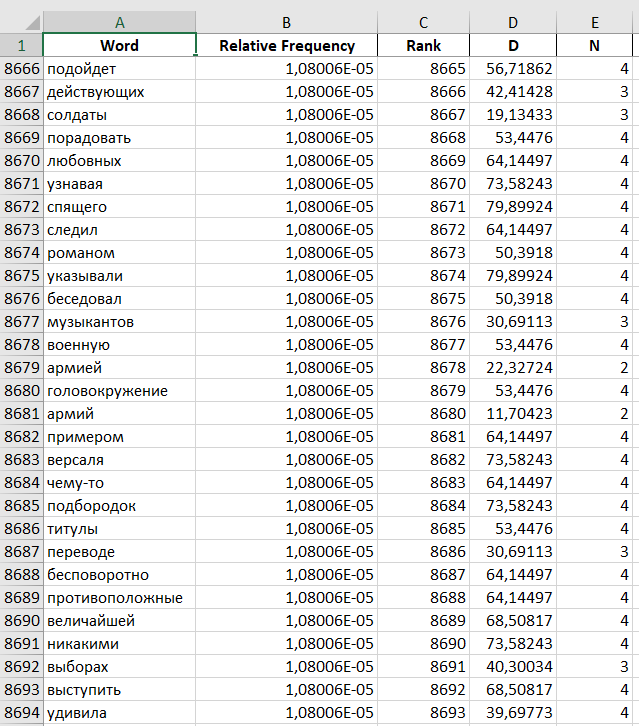 A B C D E
1 Word Relative Frequency Rank D N
8666 подойдет 1,08006E-05 8665 56,71862 4
8667 действующих 1,08006E-05 8666 42,41428 3
8668 солдаты 1,08006E-05 8667 19,13433 3
8669 порадовать 1,08006E-05 8668 53,4476 4
8670 любовных 1,08006E-05 8669 64,14497 4
8671 узнавая 1,08006E-05 8670 73,58243 4
8672 спящего 1,08006E-05 8671 79,89924 4
8673 следил 1,08006E-05 8672 64,14497 4
8674 романом 1,08006E-05 8673 50,3918 4
8675 указывали 1,08006E-05 8674 79,89924 4
8676 беседовал 1,08006E-05 8675 50,3918 4
8677 музыкантов 1,08006E-05 8676 30,69113 3
8678 военную 1,08006E-05 8677 53,4476 4
8679 армией 1,08006E-05 8678 22,32724 2
8680 головокружение 1,08006E-05 8679 53,4476 4
8681 армий 1,08006E-05 8680 11,70423 2
8682 примером 1,08006E-05 8681 64,14497 4
8683 версаля 1,08006E-05 8682 73,58243 4
8684 чему-то 1,08006E-05 8683 64,14497 4
8685 подбородок 1,08006E-05 8684 73,58243 4
8686 титулы 1,08006E-05 8685 53,4476 4
8687 переводе 1,08006E-05 8686 30,69113 3
8688 бесповоротно 1,08006E-05 8687 64,14497 4
8689 противоположные 1,08006E-05 8688 64,14497 4
8690 величайшей 1,08006E-05 8689 68,50817 4
8691 никакими 1,08006E-05 8690 73,58243 4
8692 выборах 1,08006E-05 8691 40,30034 3
8693 выступить 1,08006E-05 8692 68,50817 4
8694 удивила 1,08006E-05 8693 39,69773 4